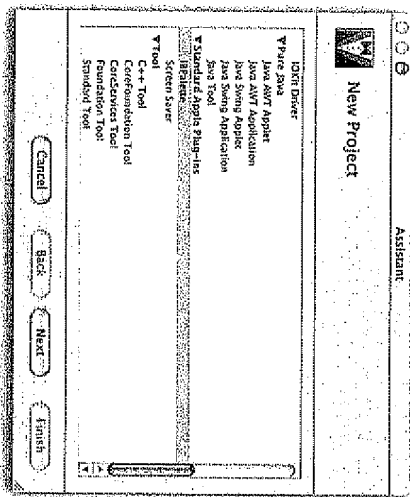 Assistant
New Project
IOKit Driver
▼ Pure Java
Java AWT Applet
Java AWT Application
Java Swing Applet
Java Swing Application
Java Tool
▼ Standard Apple Plug-ins
IBPalette
Screen Saver
▼ Tool
C++ Tool
CoreFoundation Tool
CoreServices Tool
Foundation Tool
Standard Tool
Cancel Back Next Finish